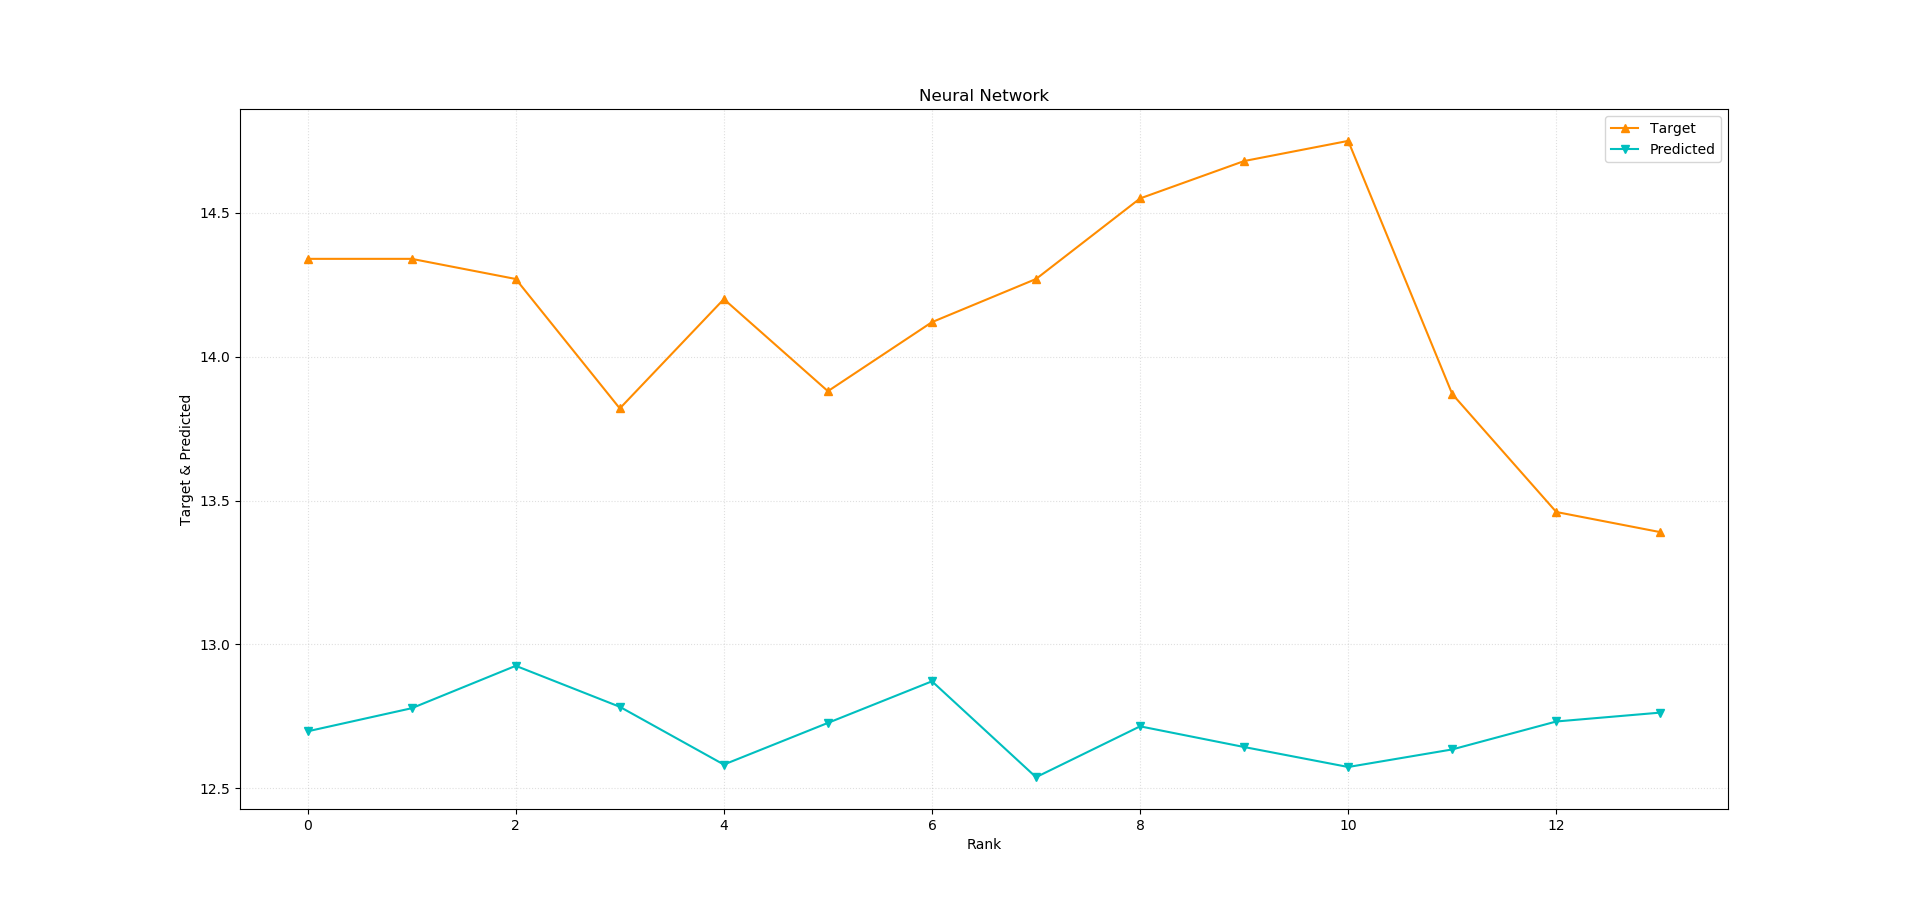 Neural Network
Target
Predicted
14.5
14.0
13.5
13.0
12.5
Target & Predicted
0 2 4 6 8 10 12
Rank